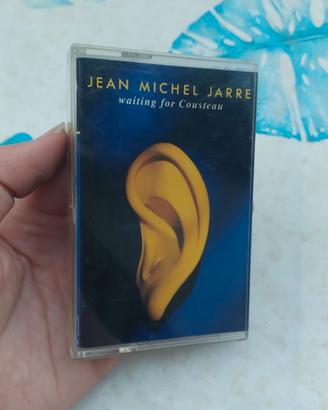 JEAN MICHEL JARRE
waiting for Cousteau